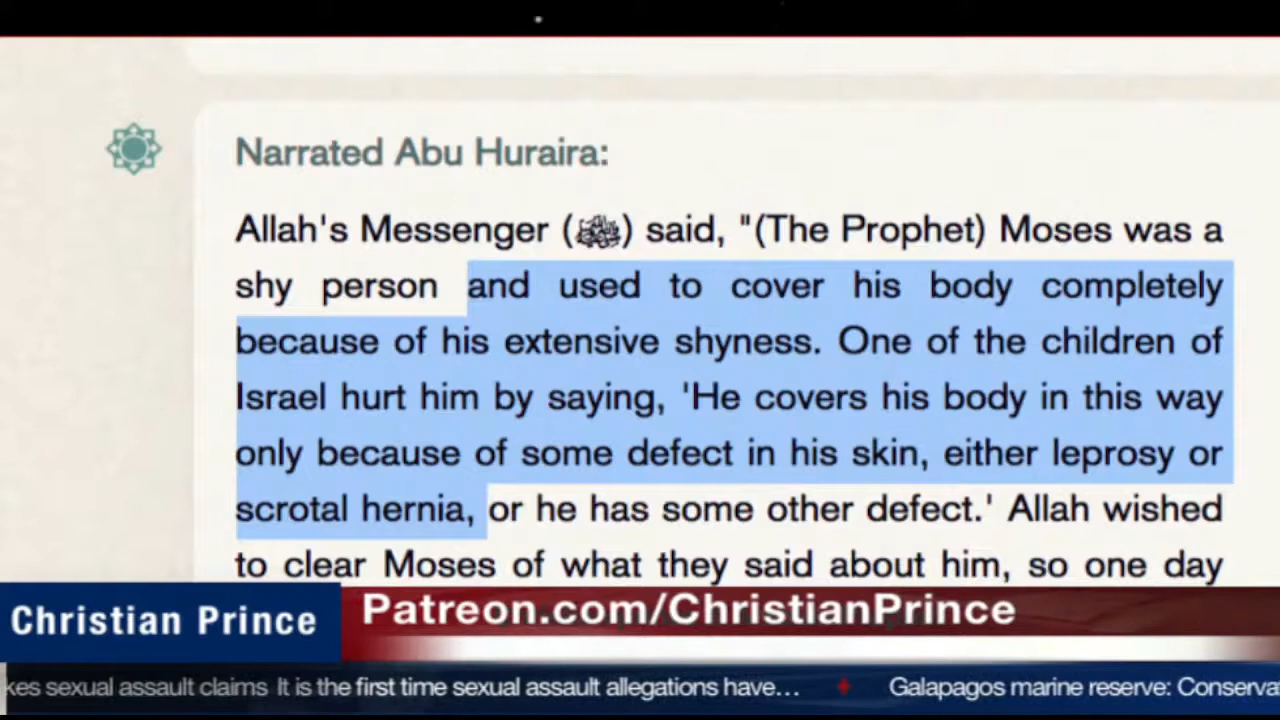 Narrated Abu Huraira:
Allah's Messenger (ﷺ) said, "(The Prophet) Moses was a
shy person and used to cover his body completely
because of his extensive shyness. One of the children of
Israel hurt him by saying, 'He covers his body in this way
only because of some defect in his skin, either leprosy or
scrotal hernia, or he has some other defect.' Allah wished
to clear Moses of what they said about him, so one day
Christian Prince
Patreon.com/ChristianPrince
kes sexual assault claims It is the first time sexual assault allegations have... Galapagos marine reserve: Conserva